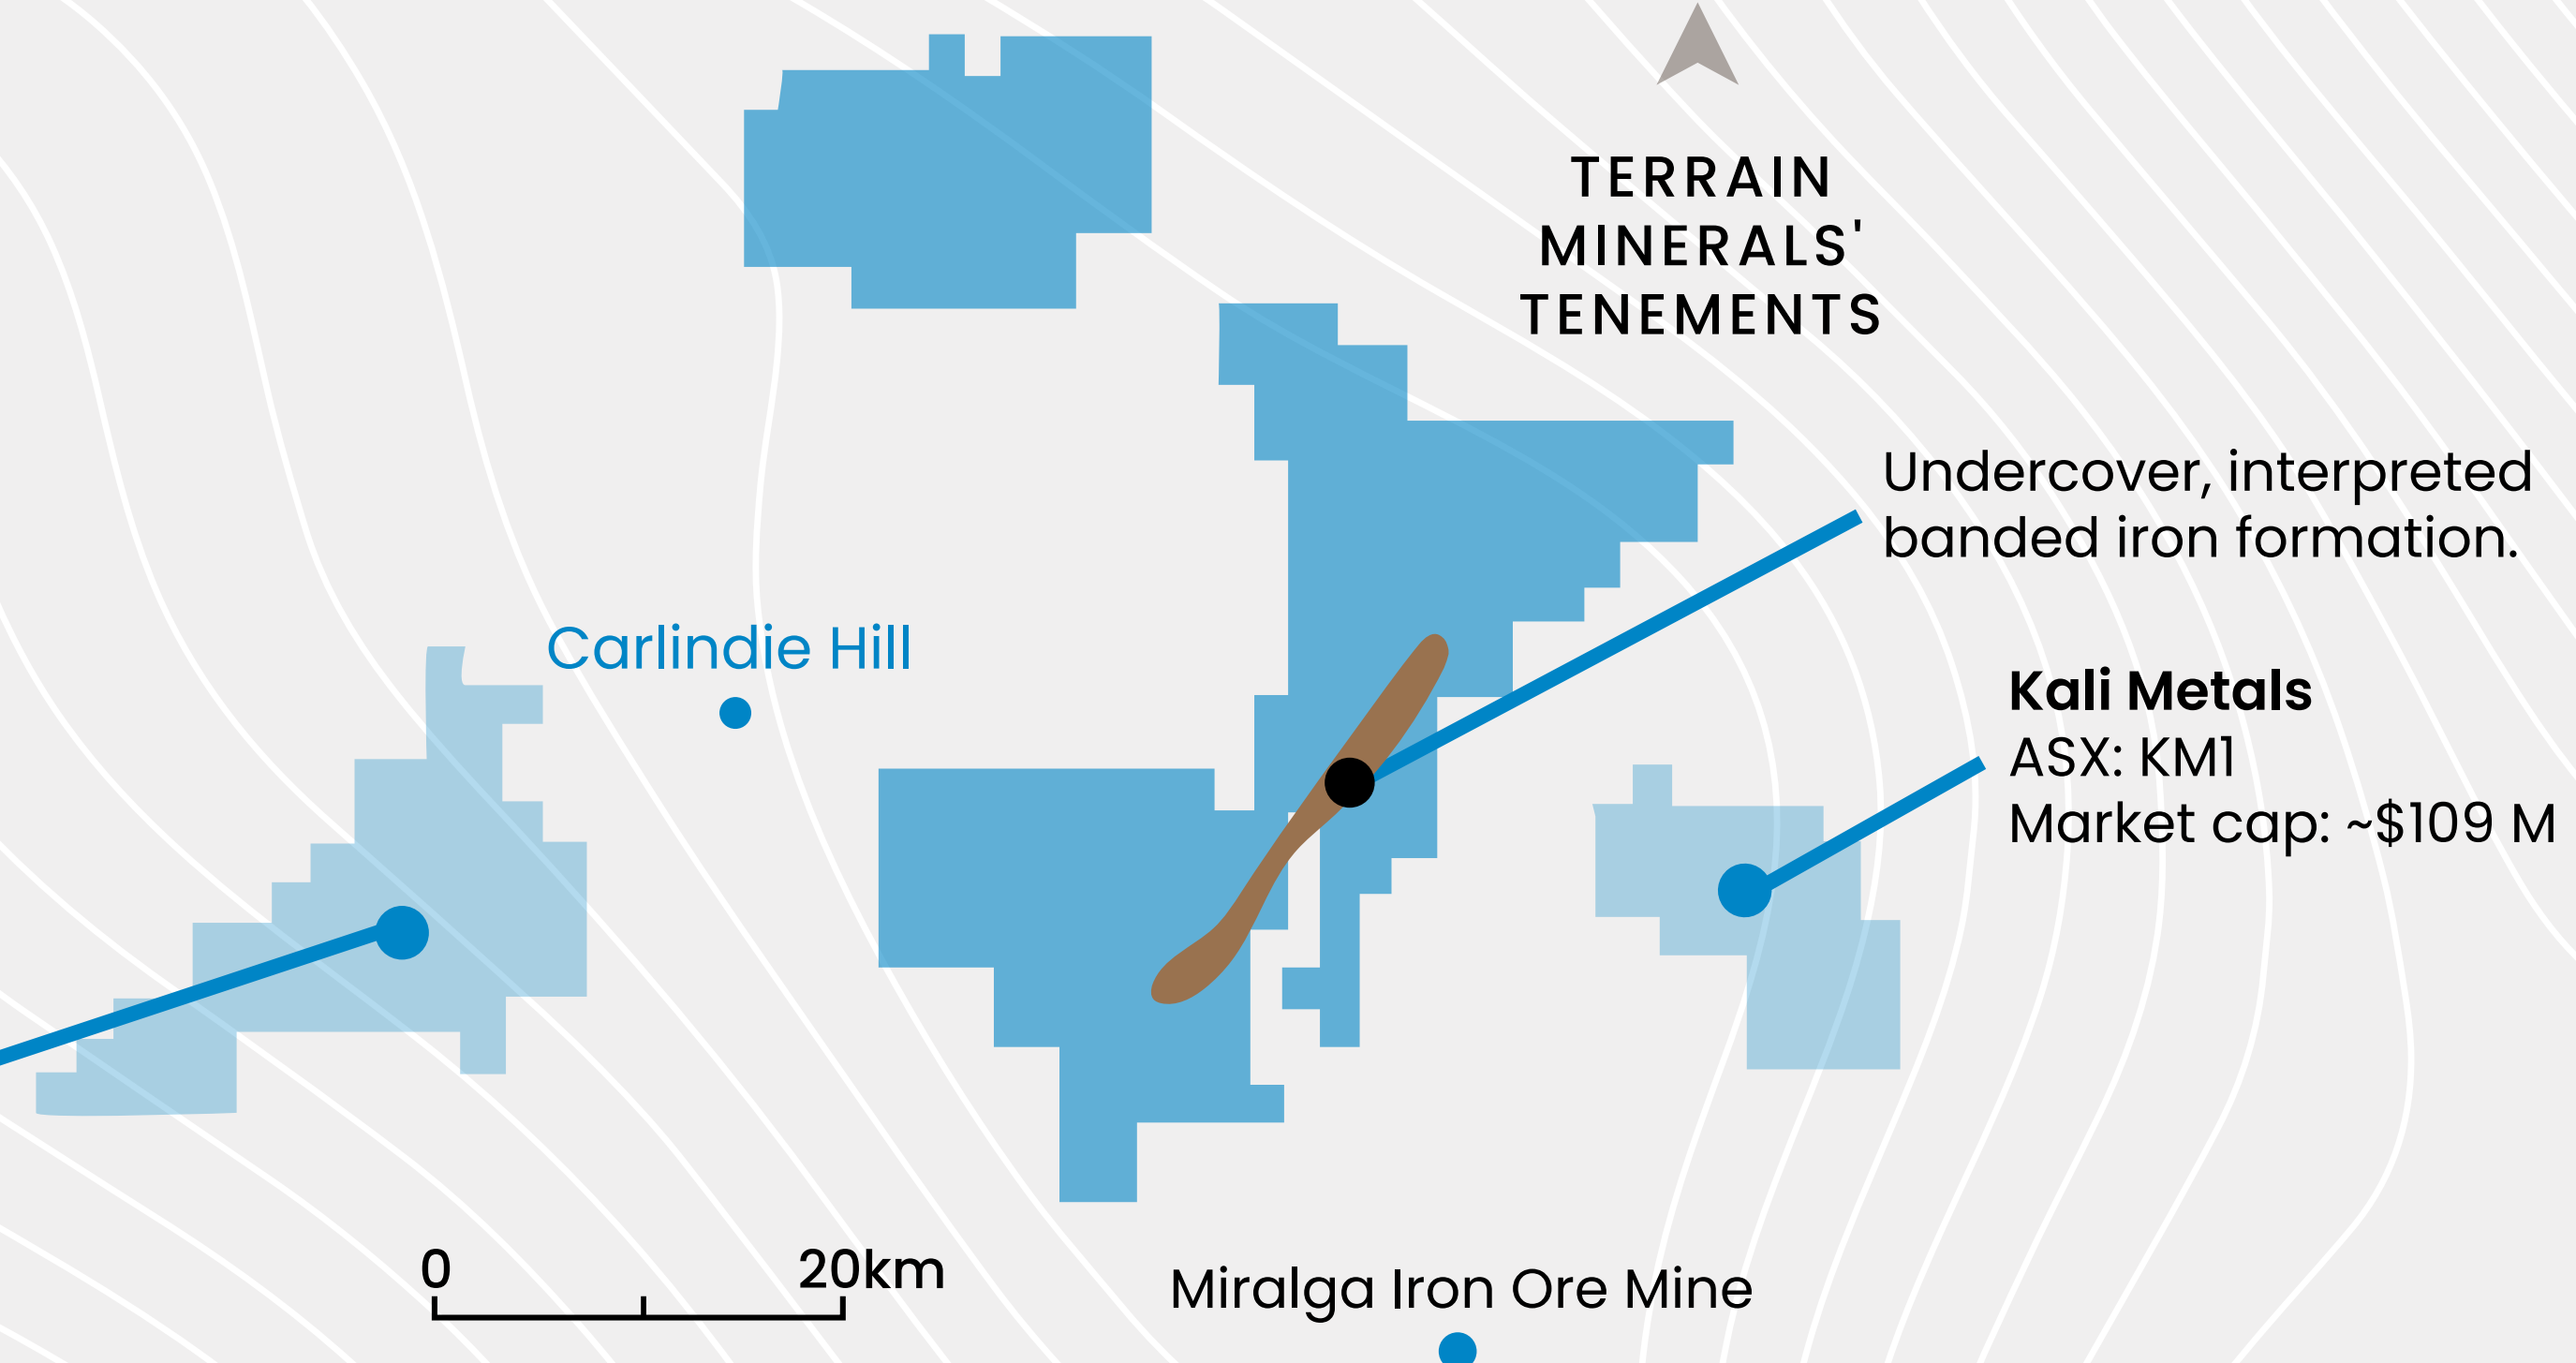 TERRAIN
MINERALS'
TENEMENTS
Undercover, interpreted
banded iron formation.
Carlindie Hill
Kali Metals
ASX: KM1
Market cap: ~$109 M
0 20km
Miralga Iron Ore Mine